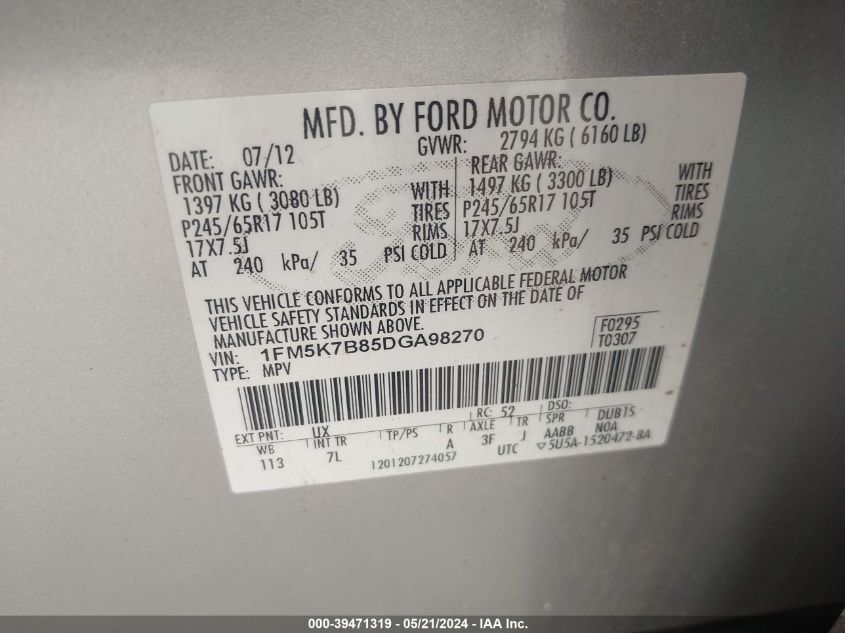 MFD. BY FORD MOTOR CO.
DATE: 07/12 GVWR: 2794 KG ( 6160 LB)
FRONT GAWR: REAR GAWR:
1397 KG ( 3080 LB) WITH 1497 KG ( 3300 LB) WITH
P245/65R17 105T TIRES P245/65R17 105T TIRES
17X7.5J RIMS 17X7.5J RIMS
AT 240 kPa/ 35 PSI COLD AT 240 kPa/ 35 PSI COLD
THIS VEHICLE CONFORMS TO ALL APPLICABLE FEDERAL MOTOR
VEHICLE SAFETY STANDARDS IN EFFECT ON THE DATE OF
MANUFACTURE SHOWN ABOVE.
VIN: 1FM5K7B85DGA98270 F0295
TYPE: MPV T0307
EXT PNT: UX RC: 52 DSO:
WB INT TR TP/PS R AXLE TR SPR DUB1S
113 7L A 3F J AABB N0A
1201207274057 UTC ▽5U5A-1520472-BA
000-39471319 - 05/21/2024 - IAA Inc.